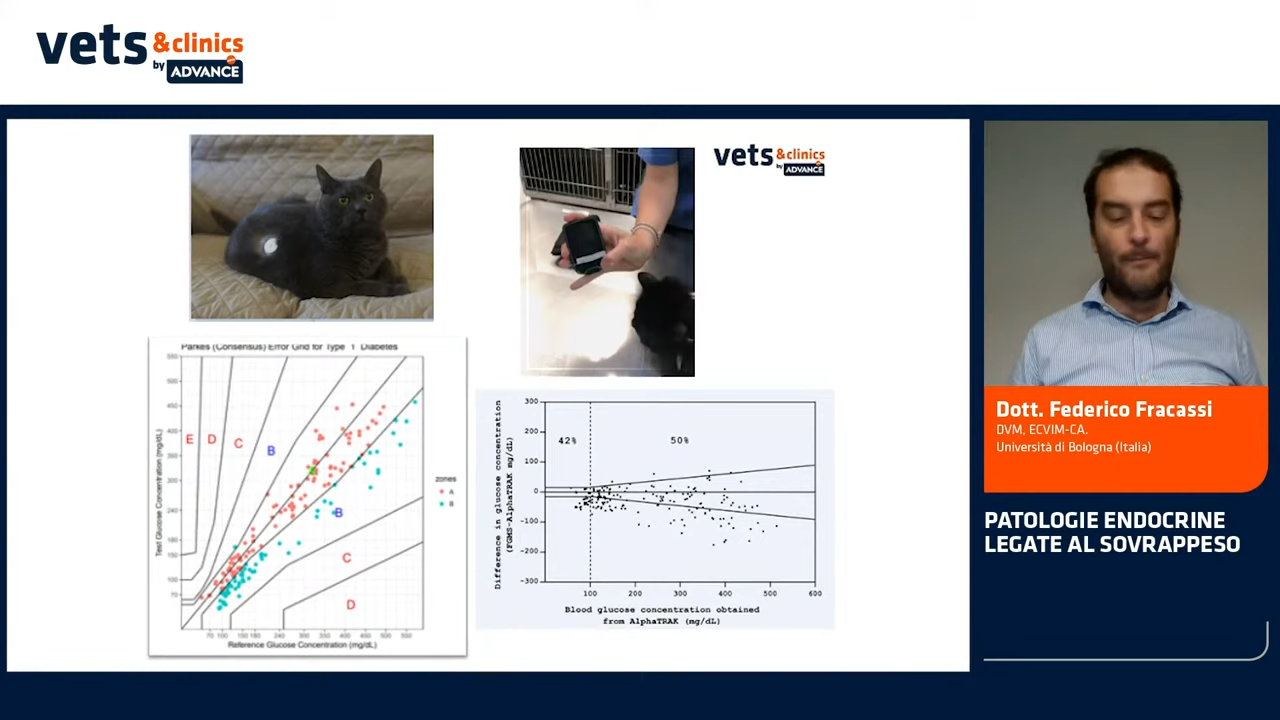 vets &clinics
by ADVANCE
vets &clinics
by ADVANCE
Parkes (Consensus) Error Grid for Type 1 Diabetes
E
D
C
B
B
C
D
Test Glucose Concentration (mg/dL)
Reference Glucose Concentration (mg/dL)
zones
A
B
Difference in glucose concentration
(FGMS-AlphaTRAK mg/dL)
300
200
100
0
-100
-200
-300
42%
50%
100
200
300
400
500
600
Blood glucose concentration obtained
from AlphaTRAK (mg/dL)
Dott. Federico Fracassi
DVM, ECVIM-CA.
Università di Bologna (Italia)
PATOLOGIE ENDOCRINE
LEGATE AL SOVRAPPESO